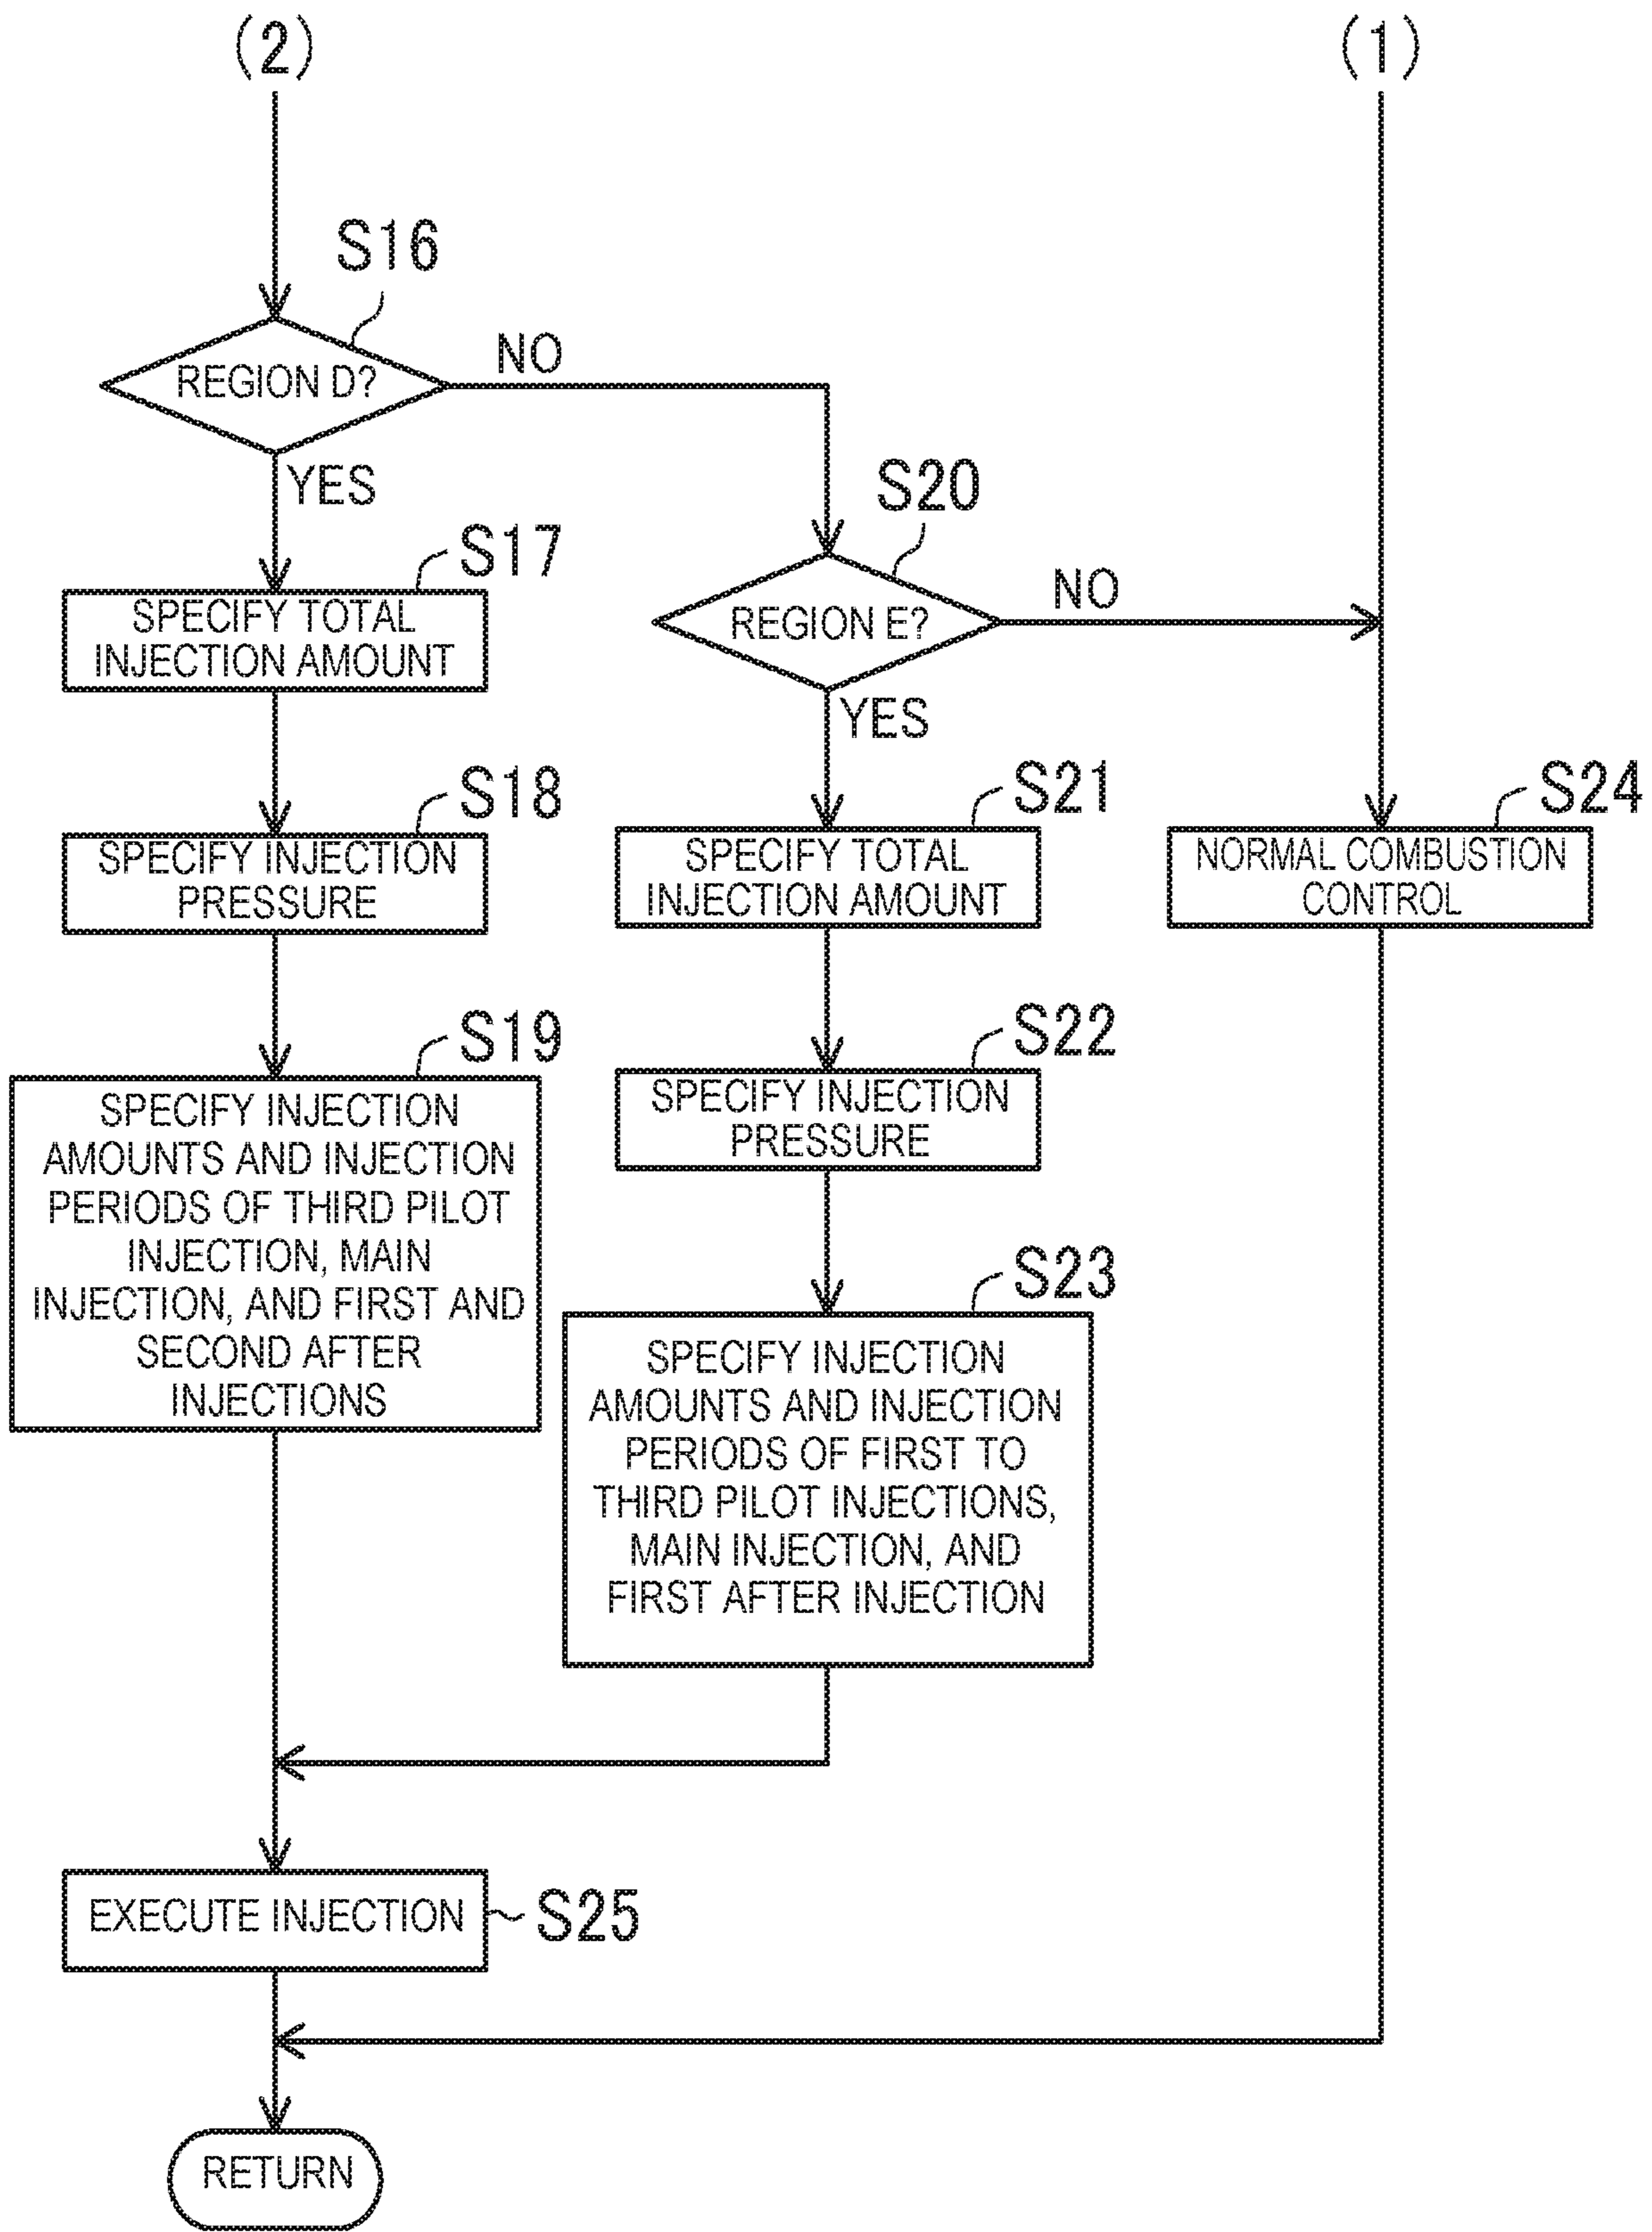 (2)
(1)
S16
REGION D?
NO
YES
S20
REGION E?
NO
YES
S17
SPECIFY TOTAL
INJECTION AMOUNT
S18
SPECIFY INJECTION
PRESSURE
S21
SPECIFY TOTAL
INJECTION AMOUNT
S24
NORMAL COMBUSTION
CONTROL
S19
SPECIFY INJECTION
AMOUNTS AND INJECTION
PERIODS OF THIRD PILOT
INJECTION, MAIN
INJECTION, AND FIRST AND
SECOND AFTER
INJECTIONS
S22
SPECIFY INJECTION
PRESSURE
S23
SPECIFY INJECTION
AMOUNTS AND INJECTION
PERIODS OF FIRST TO
THIRD PILOT INJECTIONS,
MAIN INJECTION, AND
FIRST AFTER INJECTION
EXECUTE INJECTION
S25
RETURN